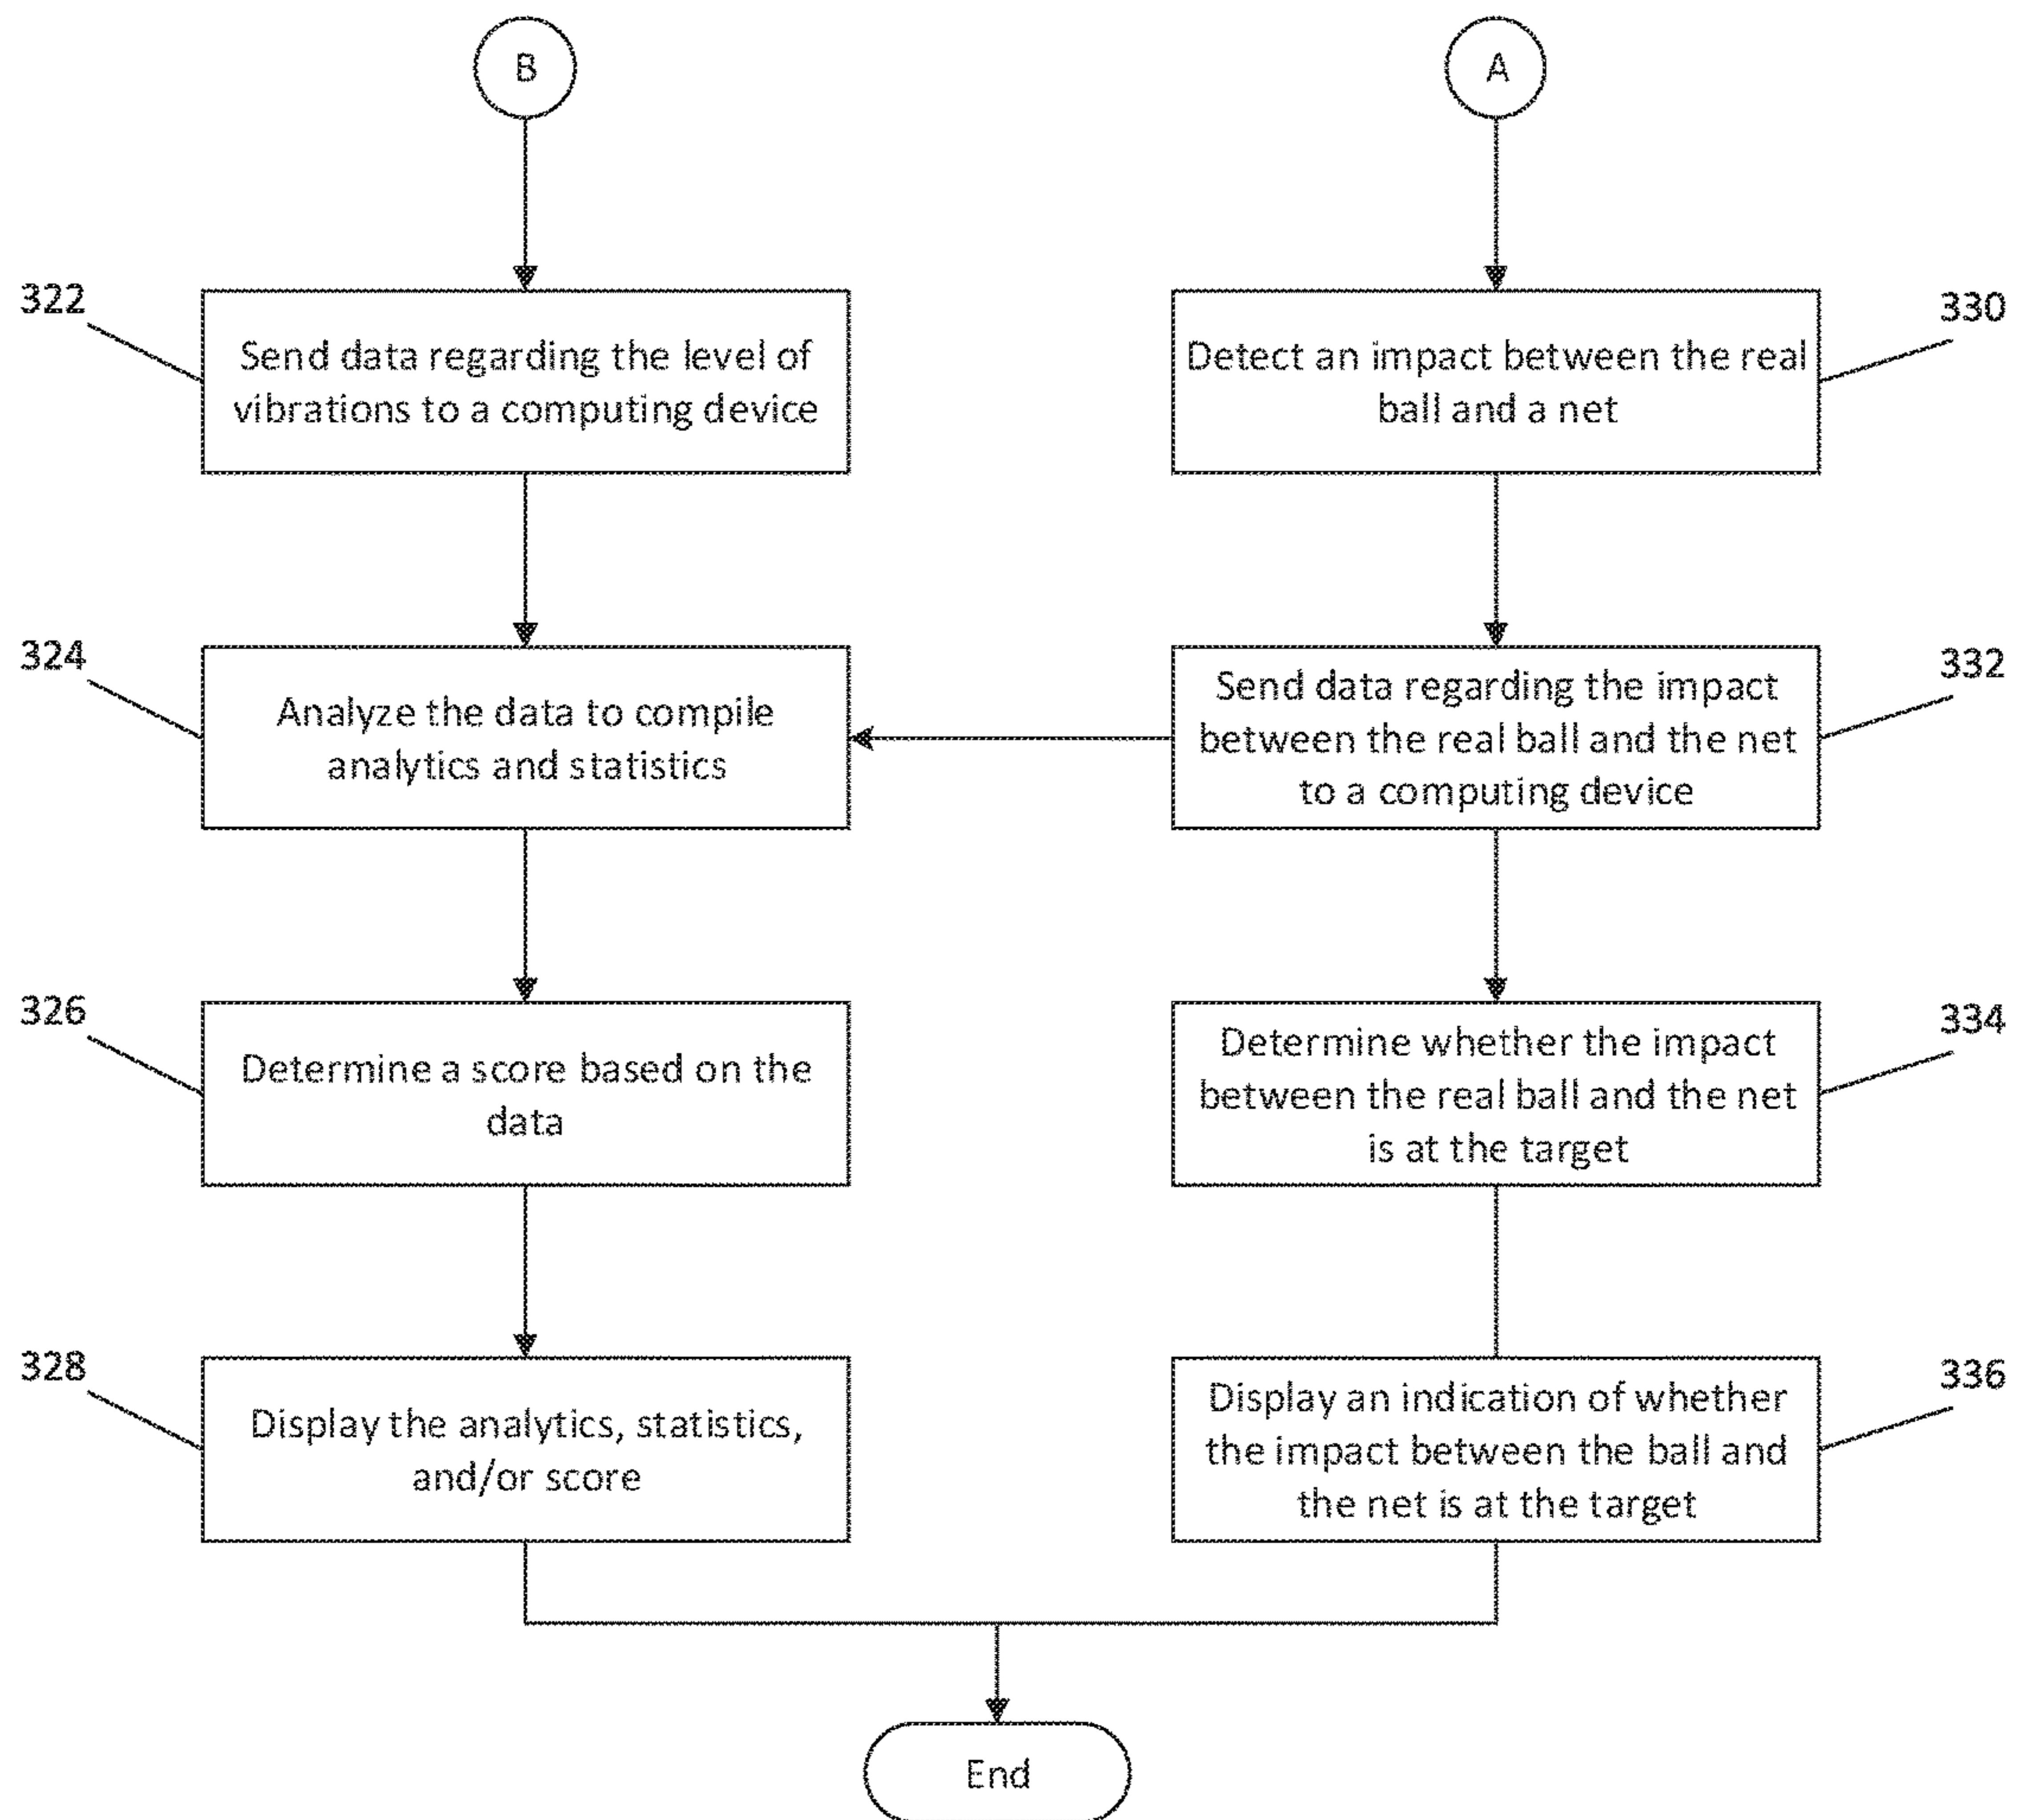 B
A
322
Send data regarding the level of
vibrations to a computing device
330
Detect an impact between the real
ball and a net
324
Analyze the data to compile
analytics and statistics
332
Send data regarding the impact
between the real ball and the net
to a computing device
326
Determine a score based on the
data
334
Determine whether the impact
between the real ball and the net
is at the target
328
Display the analytics, statistics,
and/or score
336
Display an indication of whether
the impact between the ball and
the net is at the target
End